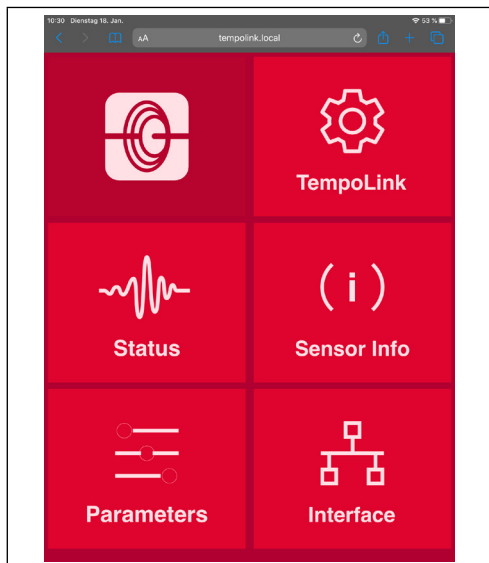 10:30 Dienstag 18. Jan.
53 %
AA
tempolink.local
TempoLink
(i)
Status
Sensor Info
Parameters
Interface